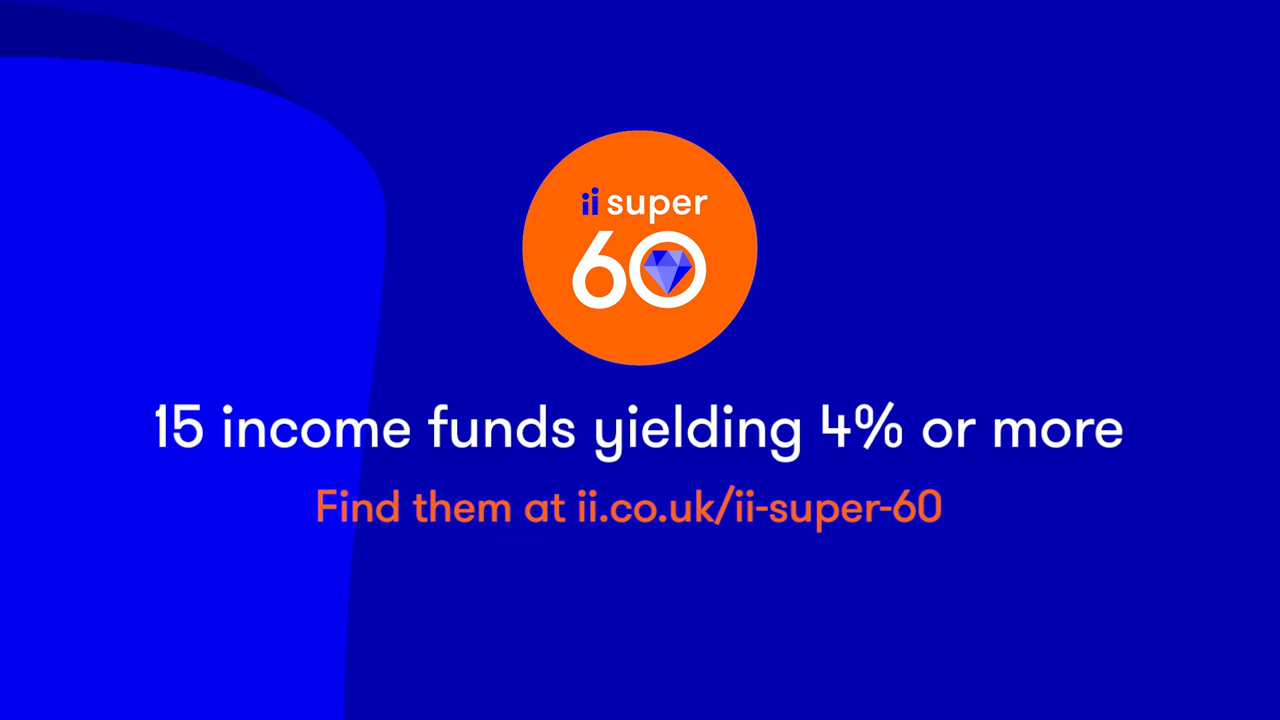 ii super
60
15 income funds yielding 4% or more
Find them at ii.co.uk/ii-super-60